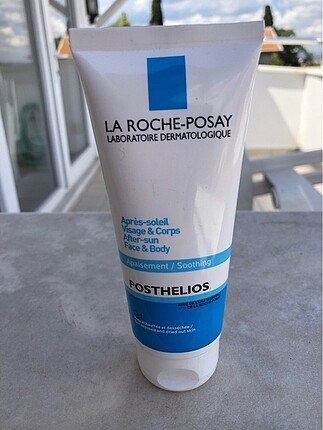 LA ROCHE-POSAY
LABORATOIRE DERMATOLOGIQUE
Après-soleil
Visage & Corps
After-sun
Face & Body
Apaisement / Soothing
POSTHELIOS